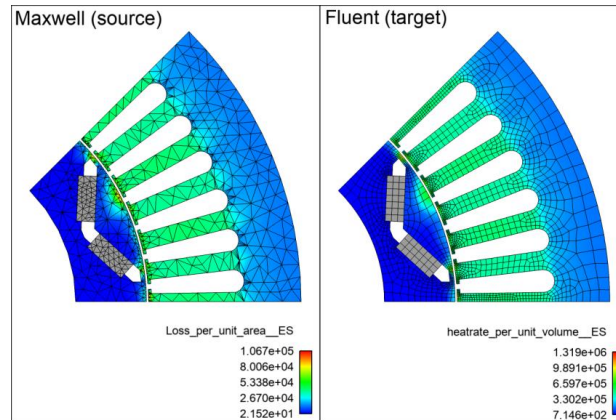 Maxwell (source)
Fluent (target)
Loss_per_unit_area__ES
1.067e+05
8.006e+04
5.338e+04
2.670e+04
2.152e+01
heatrate_per_unit_volume__ES
1.319e+06
9.891e+05
6.597e+05
3.302e+05
7.146e+02